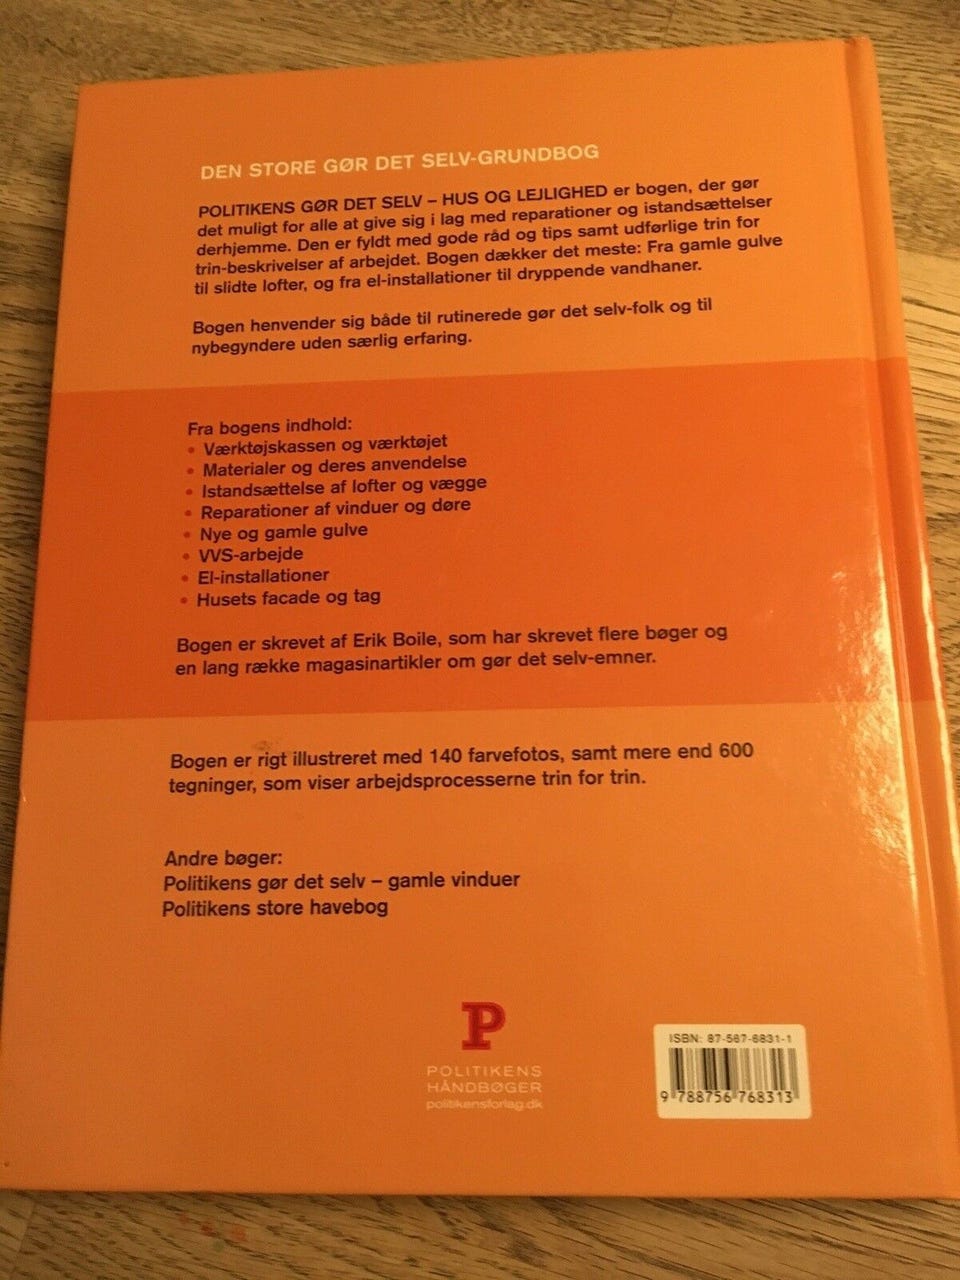 DEN STORE GØR DET SELV-GRUNDBOG
POLITIKENS GØR DET SELV – HUS OG LEJLIGHED er bogen, der gør
det muligt for alle at give sig i lag med reparationer og istandsættelser
derhjemme. Den er fyldt med gode råd og tips samt udførlige trin for
trin-beskrivelser af arbejdet. Bogen dækker det meste: Fra gamle gulve
til slidte lofter, og fra el-installationer til dryppende vandhaner.
Bogen henvender sig både til rutinerede gør det selv-folk og til
nybegyndere uden særlig erfaring.
Fra bogens indhold:
• Værktøjskassen og værktøjet
• Materialer og deres anvendelse
• Istandsættelse af lofter og vægge
• Reparationer af vinduer og døre
• Nye og gamle gulve
• VVS-arbejde
• El-installationer
• Husets facade og tag
Bogen er skrevet af Erik Boile, som har skrevet flere bøger og
en lang række magasinartikler om gør det selv-emner.
Bogen er rigt illustreret med 140 farvefotos, samt mere end 600
tegninger, som viser arbejdsprocesserne trin for trin.
Andre bøger:
Politikens gør det selv – gamle vinduer
Politikens store havebog
P
POLITIKENS
HÅNDBØGER
politikensforlag.dk
ISBN: 87-567-6831-1
9 788756 768313